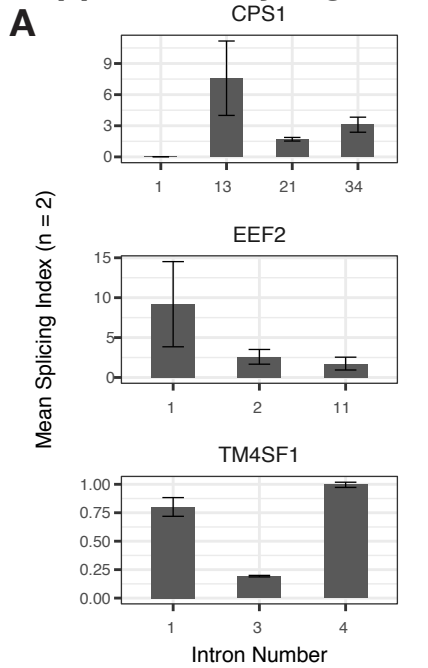 A
CPS1
9
6
3
0
1 13 21 34
Mean Splicing Index (n = 2)
EEF2
15
10
5
0
1 2 11
TM4SF1
1.00
0.75
0.50
0.25
0.00
1 3 4
Intron Number